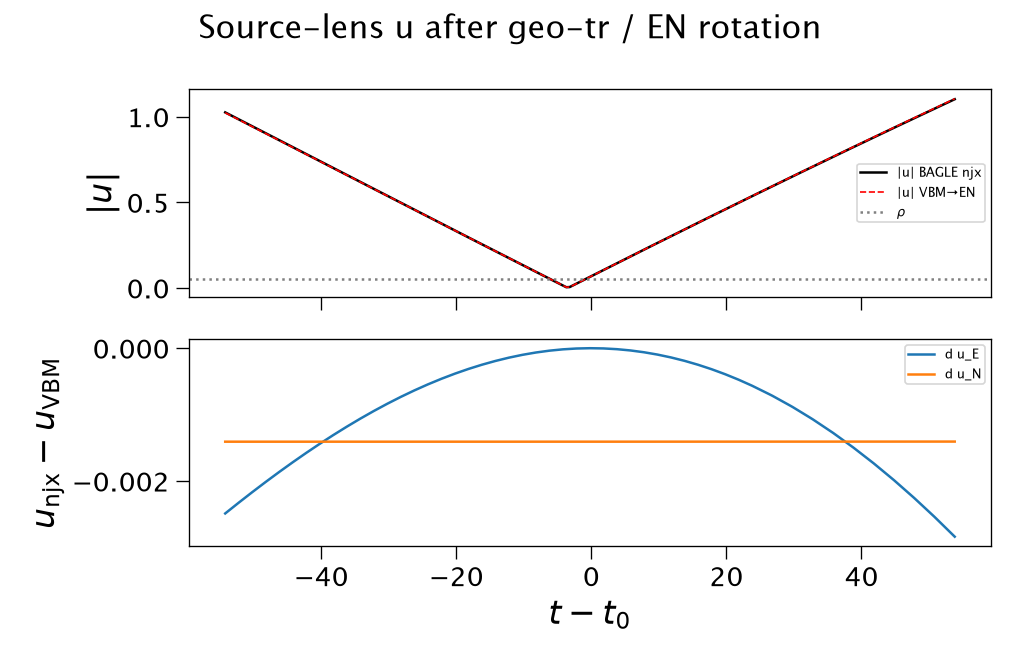 Source-lens u after geo-tr / EN rotation
|u|
1.0
0.5
0.0
|u| BAGLE njx
|u| VBM→EN
ρ
u_njx − u_VBM
0.000
−0.002
d u_E
d u_N
−40 −20 0 20 40
t − t_0